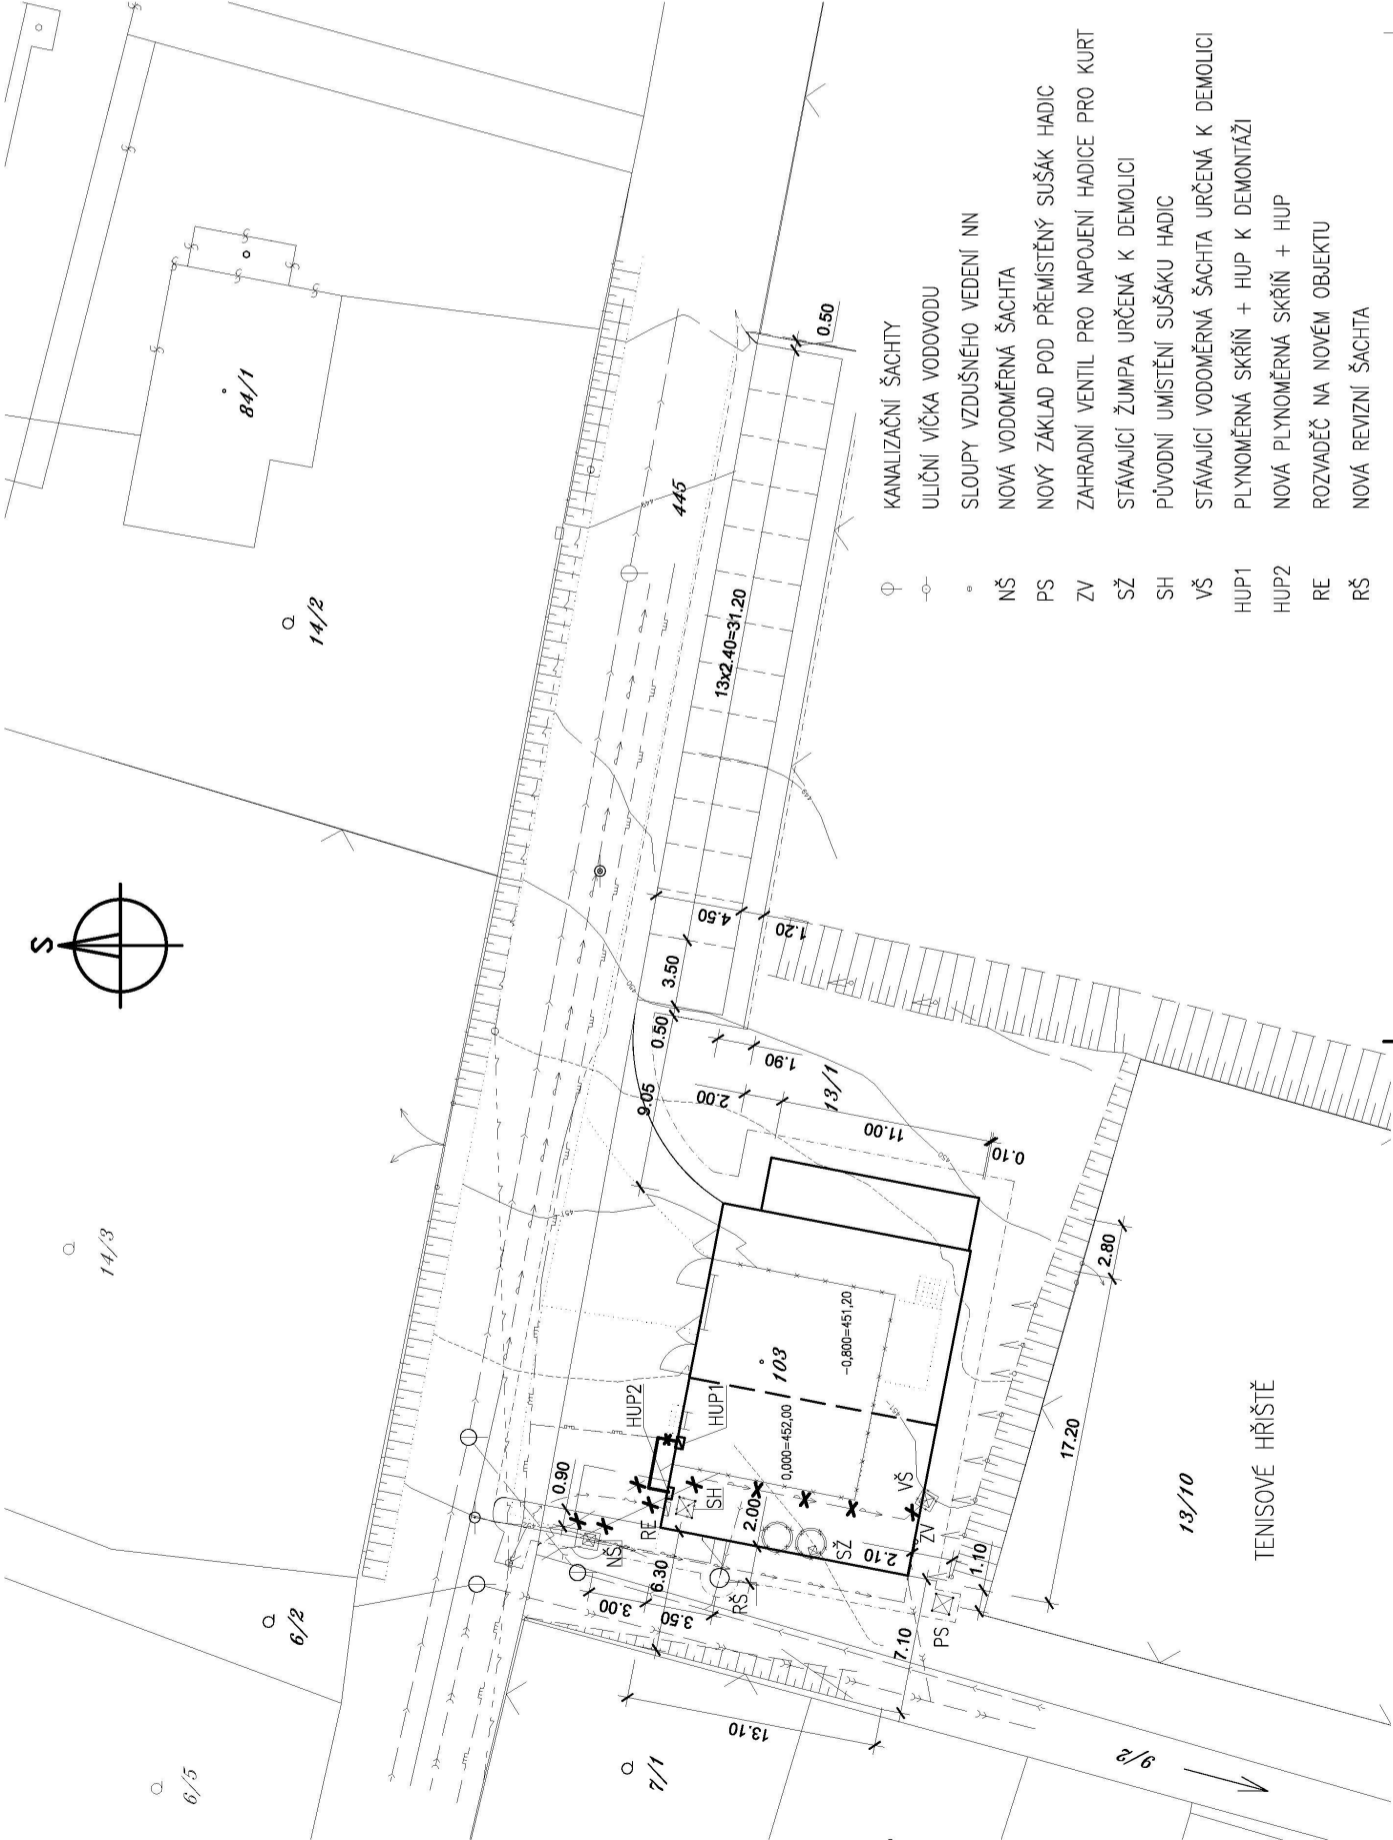 S
84/1
14/2
14/3
6/2
6/5
7/1
9/2
13/1
13/10
445
103
TENISOVÉ HŘIŠTĚ
0.50
13x2.40=31.20
4.50
1.20
3.50
0.50
9.05
1.90
2.00
11.00
0.10
2.80
17.20
1.10
2.10
2.00
7.10
6.30
3.50
3.00
0.90
13.10
0,000=452,00
-0,800=451,20
449
449
450
450
451
451
HUP2
HUP1
RE
SH
NŠ
RŠ
SŽ
VŠ
ZV
PS
KANALIZAČNÍ ŠACHTY
ULIČNÍ VÍČKA VODOVODU
SLOUPY VZDUŠNÉHO VEDENÍ NN
NŠ NOVÁ VODOMĚRNÁ ŠACHTA
PS NOVÝ ZÁKLAD POD PŘEMÍSTĚNÝ SUŠÁK HADIC
ZV ZAHRADNÍ VENTIL PRO NAPOJENÍ HADICE PRO KURT
SŽ STÁVAJÍCÍ ŽUMPA URČENÁ K DEMOLICI
SH PŮVODNÍ UMÍSTĚNÍ SUŠÁKU HADIC
VŠ STÁVAJÍCÍ VODOMĚRNÁ ŠACHTA URČENÁ K DEMOLICI
HUP1 PLYNOMĚRNÁ SKŘÍŇ + HUP K DEMONTÁŽI
HUP2 NOVÁ PLYNOMĚRNÁ SKŘÍŇ + HUP
RE ROZVADĚČ NA NOVÉM OBJEKTU
RŠ NOVÁ REVIZNÍ ŠACHTA